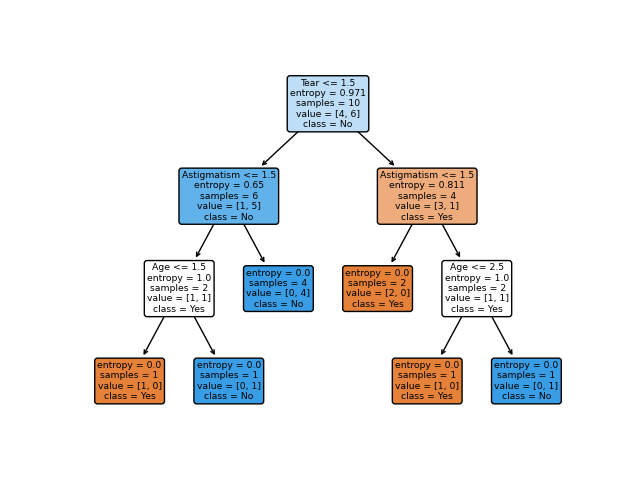 Tear <= 1.5
entropy = 0.971
samples = 10
value = [4, 6]
class = No
Astigmatism <= 1.5
entropy = 0.65
samples = 6
value = [1, 5]
class = No
Astigmatism <= 1.5
entropy = 0.811
samples = 4
value = [3, 1]
class = Yes
Age <= 1.5
entropy = 1.0
samples = 2
value = [1, 1]
class = Yes
entropy = 0.0
samples = 4
value = [0, 4]
class = No
entropy = 0.0
samples = 2
value = [2, 0]
class = Yes
Age <= 2.5
entropy = 1.0
samples = 2
value = [1, 1]
class = Yes
entropy = 0.0
samples = 1
value = [1, 0]
class = Yes
entropy = 0.0
samples = 1
value = [0, 1]
class = No
entropy = 0.0
samples = 1
value = [1, 0]
class = Yes
entropy = 0.0
samples = 1
value = [0, 1]
class = No